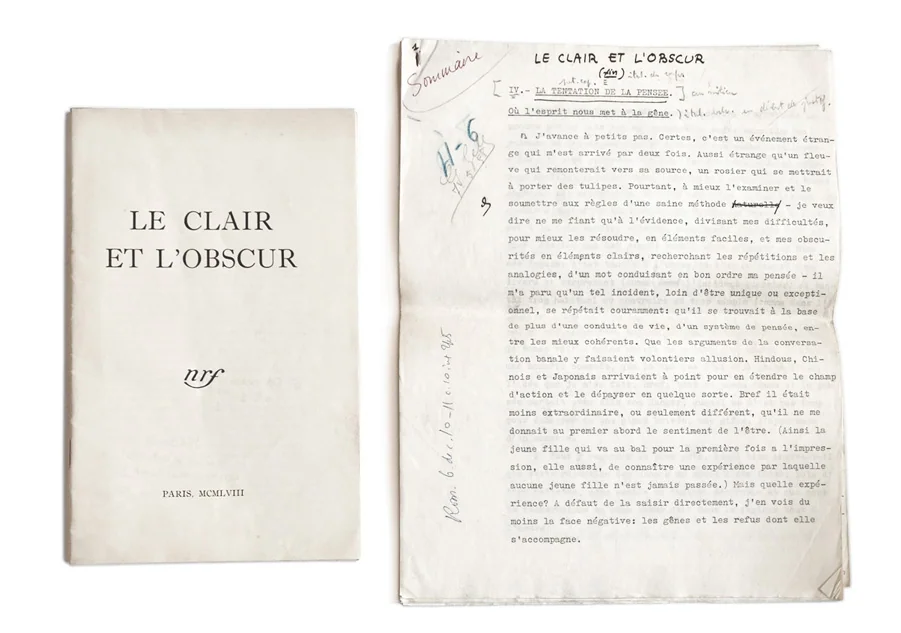 LE CLAIR
ET L'OBSCUR
nrf
PARIS, MCMLVIII
Sommaire
LE CLAIR ET L'OBSCUR
(fin)
[ IV.- LA TENTATION DE LA PENSEE. ]
Où l'esprit nous met à la gêne.
H-6
J'avance à petits pas. Certes, c'est un événement étran-
ge qui m'est arrivé par deux fois. Aussi étrange qu'un fleu-
ve qui remonterait vers sa source, un rosier qui se mettrait
à porter des tulipes. Pourtant, à mieux l'examiner et le
soumettre aux règles d'une saine méthode - je veux
dire ne me fiant qu'à l'évidence, divisant mes difficultés,
pour mieux les résoudre, en éléments faciles, et mes obscu-
rités en éléments clairs, recherchant les répétitions et les
analogies, d'un mot conduisant en bon ordre ma pensée - il
m'a paru qu'un tel incident, loin d'être unique ou excepti-
onnel, se répétait couramment: qu'il se trouvait à la base
de plus d'une conduite de vie, d'un système de pensée, en-
tre les mieux cohérents. Que les arguments de la conversa-
tion banale y faisaient volontiers allusion. Hindous, Chi-
nois et Japonais arrivaient à point pour en étendre le champ
d'action et le dépayser en quelque sorte. Bref il était
moins extraordinaire, ou seulement différent, qu'il ne me
donnait au premier abord le sentiment de l'être. (Ainsi la
jeune fille qui va au bal pour la première fois a l'impres-
sion, elle aussi, de connaître une expérience par laquelle
aucune jeune fille n'est jamais passée.) Mais quelle expé-
rience? A défaut de la saisir directement, j'en vois du
moins la face négative: les gênes et les refus dont elle
s'accompagne.